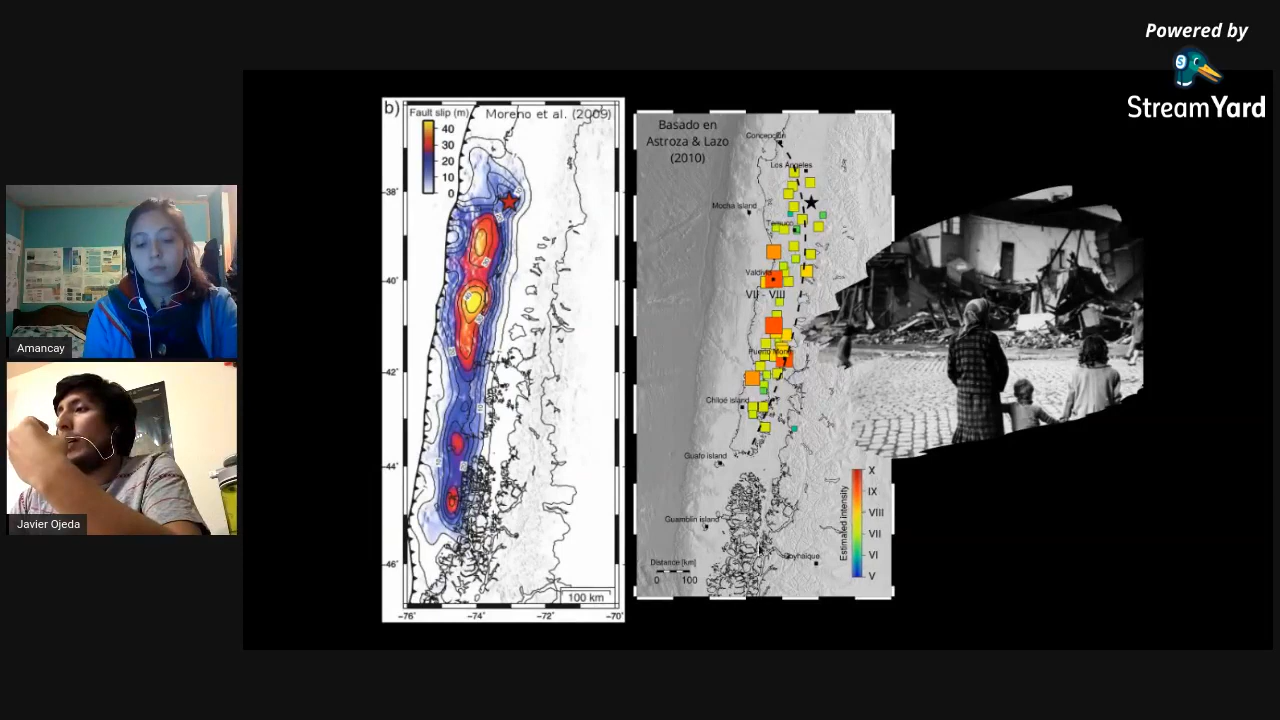 Powered by
StreamYard
Amancay
Javier Ojeda
b)
Fault slip (m)
Moreno et al. (2009)
40
30
20
10
0
38°
40°
42°
44°
46°
−76°
−74°
−72°
−70°
100 km
Basado en
Astroza & Lazo
(2010)
Concepción
Los Angeles
Mocha Island
Temuco
Valdivia
VII - VIII
Puerto Montt
Chiloé island
Guafo island
Guamblin island
Coyhaique
Distance [km]
0 100
Estimated intensity
X
IX
VIII
VII
VI
V